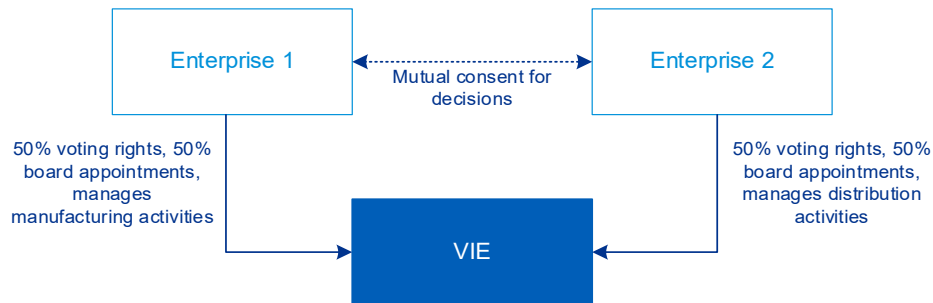 Enterprise 1
Enterprise 2
Mutual consent for
decisions
50% voting rights, 50%
board appointments,
manages
manufacturing activities
50% voting rights, 50%
board appointments,
manages distribution
activities
VIE